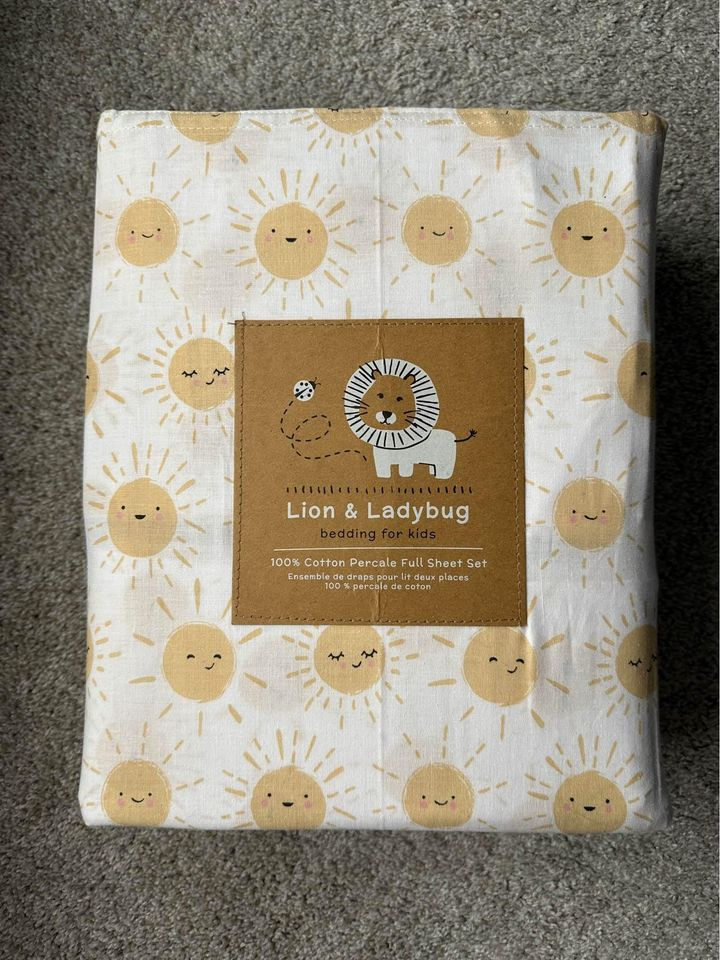 Lion & Ladybug
bedding for kids
100% Cotton Percale Full Sheet Set
Ensemble de draps pour lit deux places
100 % percale de coton